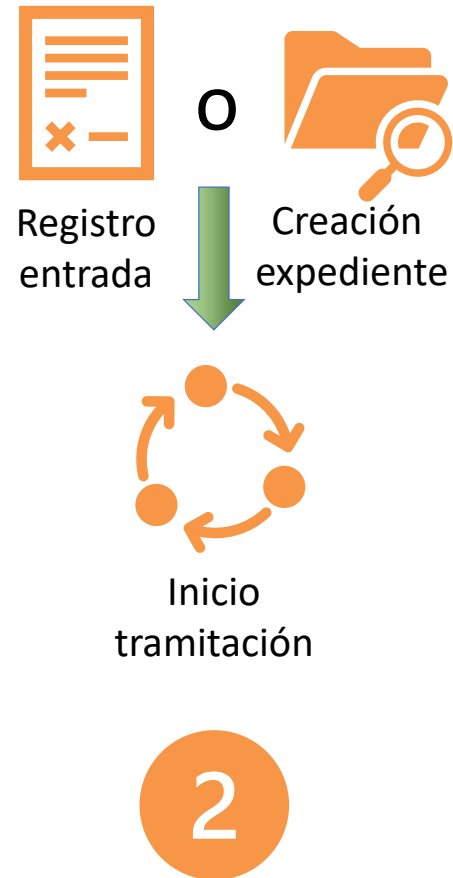 o
Registro
entrada
Creación
expediente
Inicio
tramitación
2